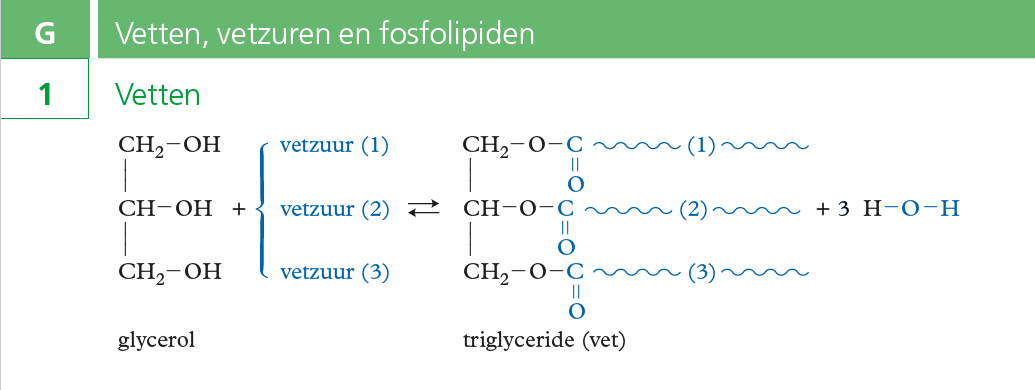 G Vetten, vetzuren en fosfolipiden
1 Vetten
CH₂–OH vetzuur (1) CH₂–O–C (1)
O
CH–OH + vetzuur (2) ⇌ CH–O–C (2) + 3 H–O–H
O
CH₂–OH vetzuur (3) CH₂–O–C (3)
O
glycerol triglyceride (vet)